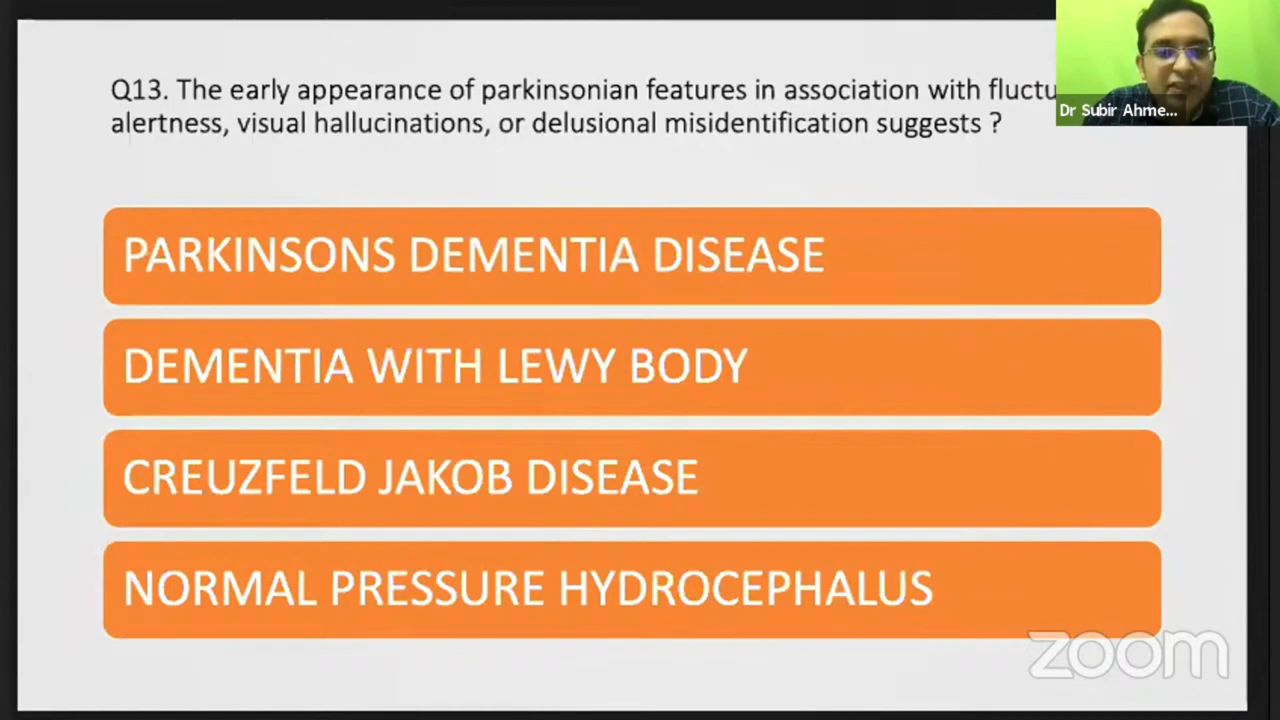 Q13. The early appearance of parkinsonian features in association with
alertness, visual hallucinations, or delusional misidentification suggests ?
Dr Subir Ahme...
PARKINSONS DEMENTIA DISEASE
DEMENTIA WITH LEWY BODY
CREUZFELD JAKOB DISEASE
NORMAL PRESSURE HYDROCEPHALUS
zoom